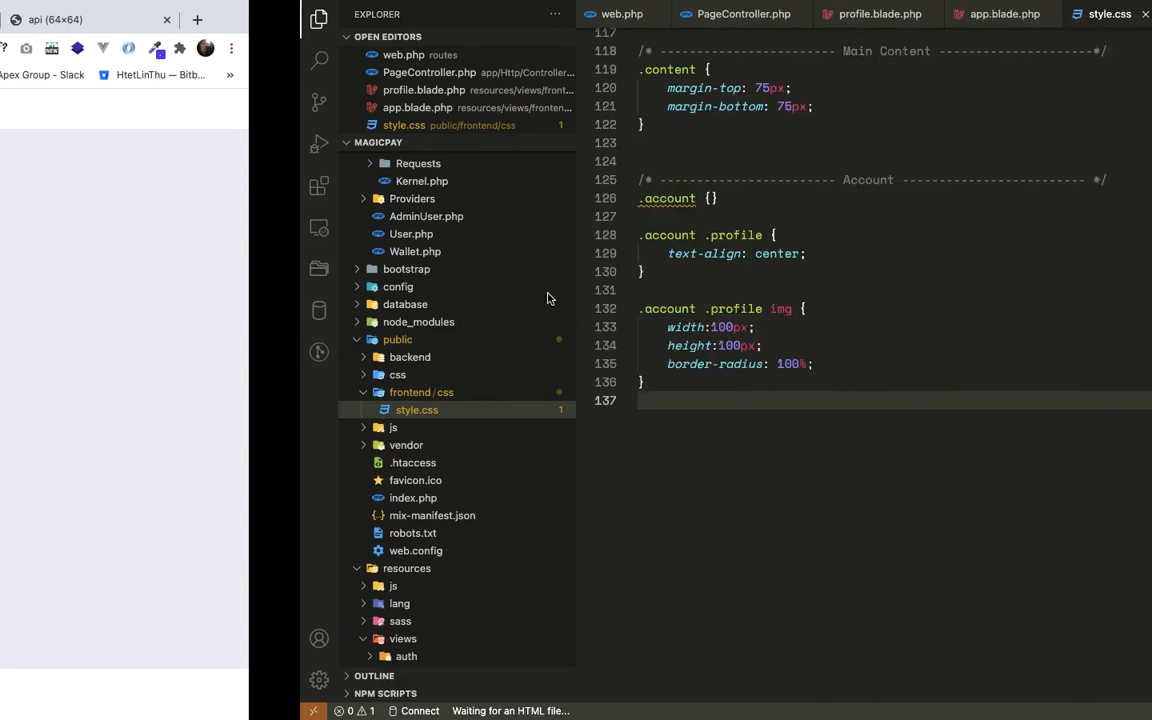 api (64×64)
Apex Group - Slack
HtetLinThu — Bitb...
EXPLORER
OPEN EDITORS
web.php routes
PageController.php app/Http/Controller...
profile.blade.php resources/views/front...
app.blade.php resources/views/fronten...
style.css public/frontend/css 1
MAGICPAY
Requests
Kernel.php
Providers
AdminUser.php
User.php
Wallet.php
bootstrap
config
database
node_modules
public
backend
css
frontend / css
style.css 1
js
vendor
.htaccess
favicon.ico
index.php
mix-manifest.json
robots.txt
web.config
resources
js
lang
sass
views
auth
OUTLINE
NPM SCRIPTS
web.php
PageController.php
profile.blade.php
app.blade.php
style.css
117
118 /* ----------------------- Main Content --------------------*/
119 .content {
120 margin-top: 75px;
121 margin-bottom: 75px;
122 }
123
124
125 /* ----------------------- Account ------------------------- */
126 .account {}
127
128 .account .profile {
129 text-align: center;
130 }
131
132 .account .profile img {
133 width:100px;
134 height:100px;
135 border-radius: 100%;
136 }
137
0 1 Connect Waiting for an HTML file...